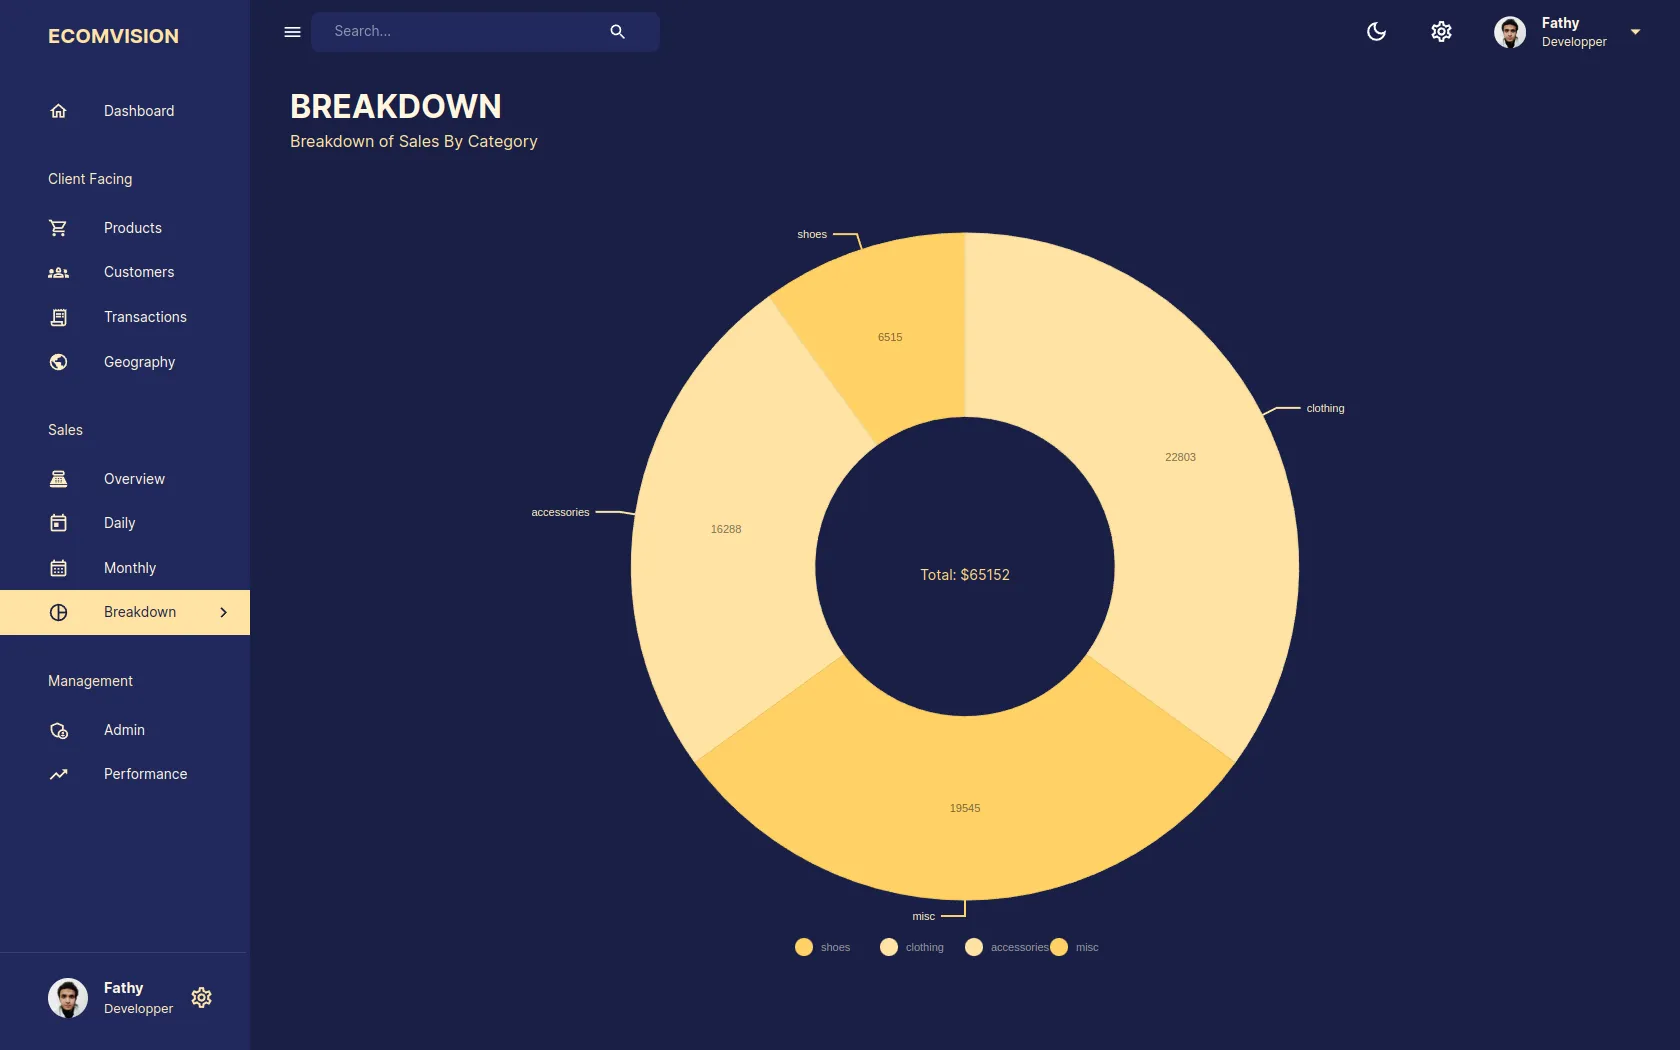 ECOMVISION
Dashboard
Client Facing
Products
Customers
Transactions
Geography
Sales
Overview
Daily
Monthly
Breakdown
Management
Admin
Performance
Fathy
Developper
Search...
Fathy
Developper
BREAKDOWN
Breakdown of Sales By Category
shoes
6515
clothing
22803
accessories
16288
Total: $65152
19545
misc
shoes clothing accessories misc